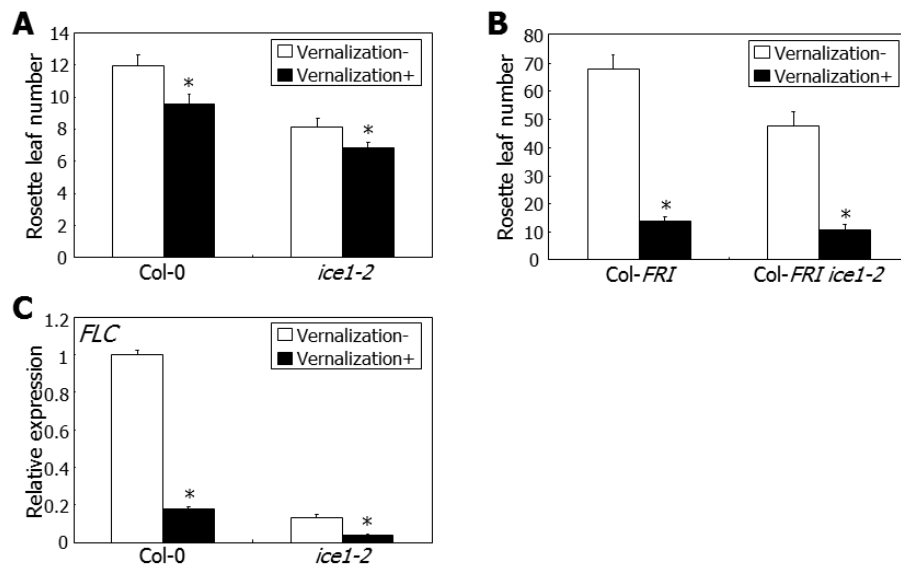 A
Rosette leaf number
14
12
10
8
6
4
2
0
Vernalization-
Vernalization+
*
*
Col-0
ice1-2
B
Rosette leaf number
80
70
60
50
40
30
20
10
0
Vernalization-
Vernalization+
*
*
Col-FRI
Col-FRI ice1-2
C
Relative expression
1.2
1
0.8
0.6
0.4
0.2
0
FLC
Vernalization-
Vernalization+
*
*
Col-0
ice1-2